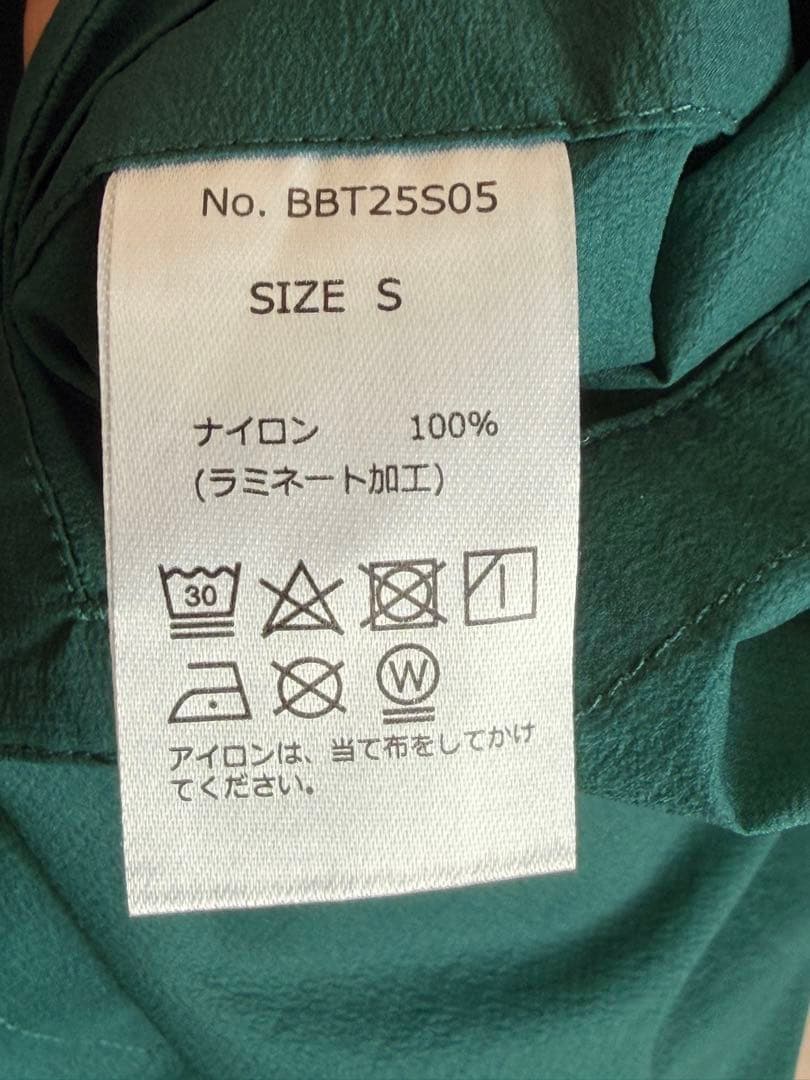 No. BBT25S05
SIZE S
ナイロン 100%
(ラミネート加工)
30
W
アイロンは、当て布をしてかけ
てください。